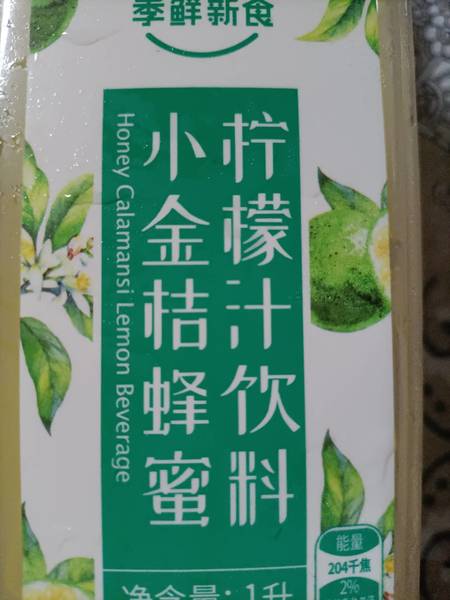 季鲜新食
柠檬汁饮料
小金桔蜂蜜
Honey Calamansi Lemon Beverage
能量
204千焦
2%
净含量: 1升